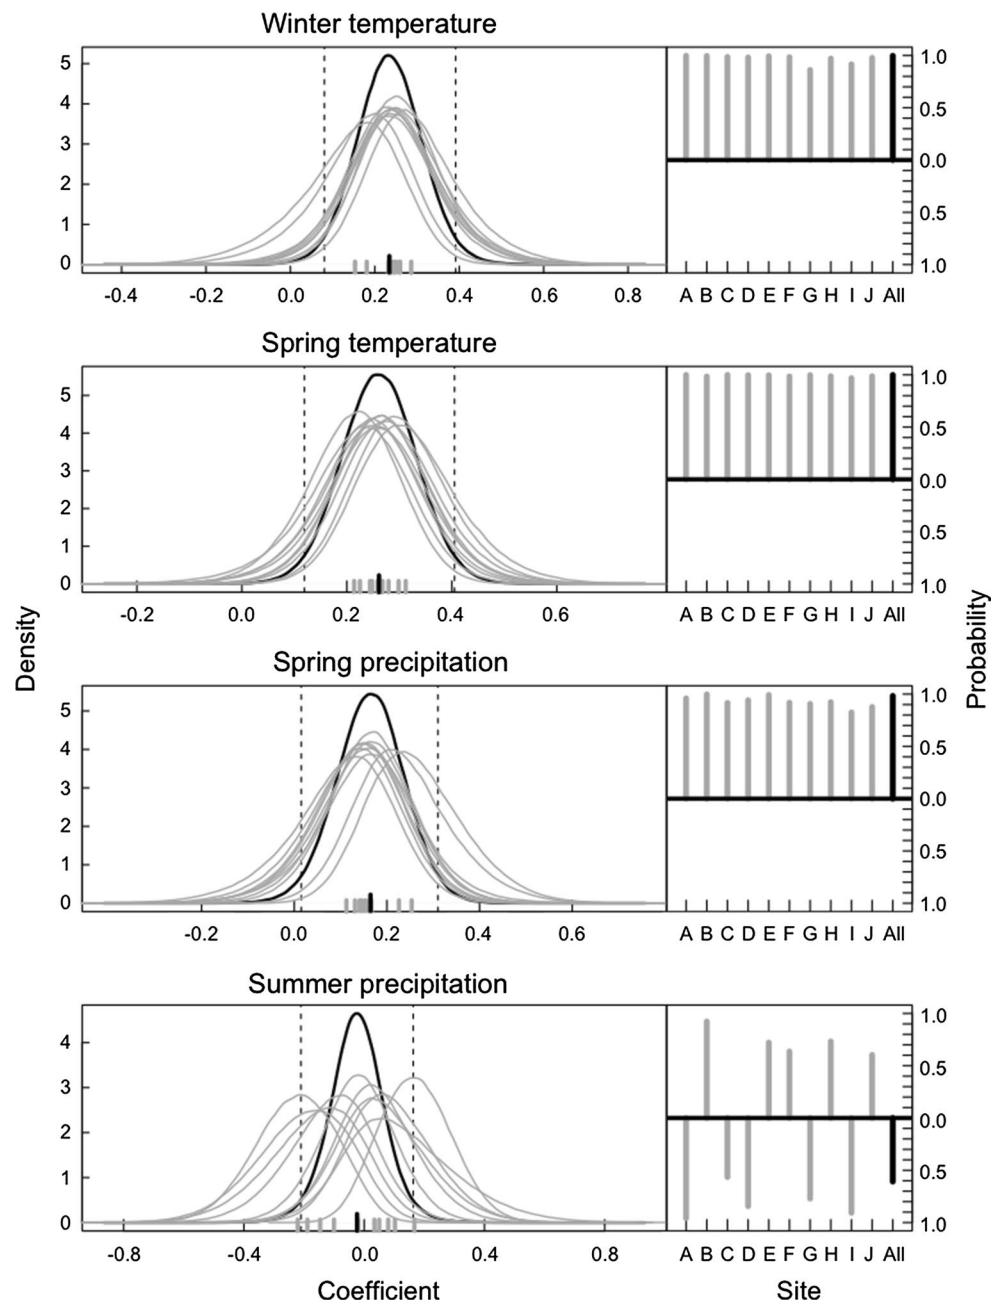 Winter temperature
5
4
3
2
1
0
-0.4 -0.2 0.0 0.2 0.4 0.6 0.8
1.0
0.5
0.0
0.5
1.0
A B C D E F G H I J All
Spring temperature
5
4
3
2
1
0
-0.2 0.0 0.2 0.4
1.0
0.5
0.0
0.5
1.0
A B C D E F G H I J All
Density
Probability
Spring precipitation
5
4
3
2
1
0
-0.2 0.0 0.2 0.4 0.6
1.0
0.5
0.0
0.5
1.0
A B C D E F G H I J All
Summer precipitation
4
3
2
1
0
-0.8 -0.4 0.0 0.4 0.8
1.0
0.5
0.0
0.5
1.0
A B C D E F G H I J All
Coefficient
Site